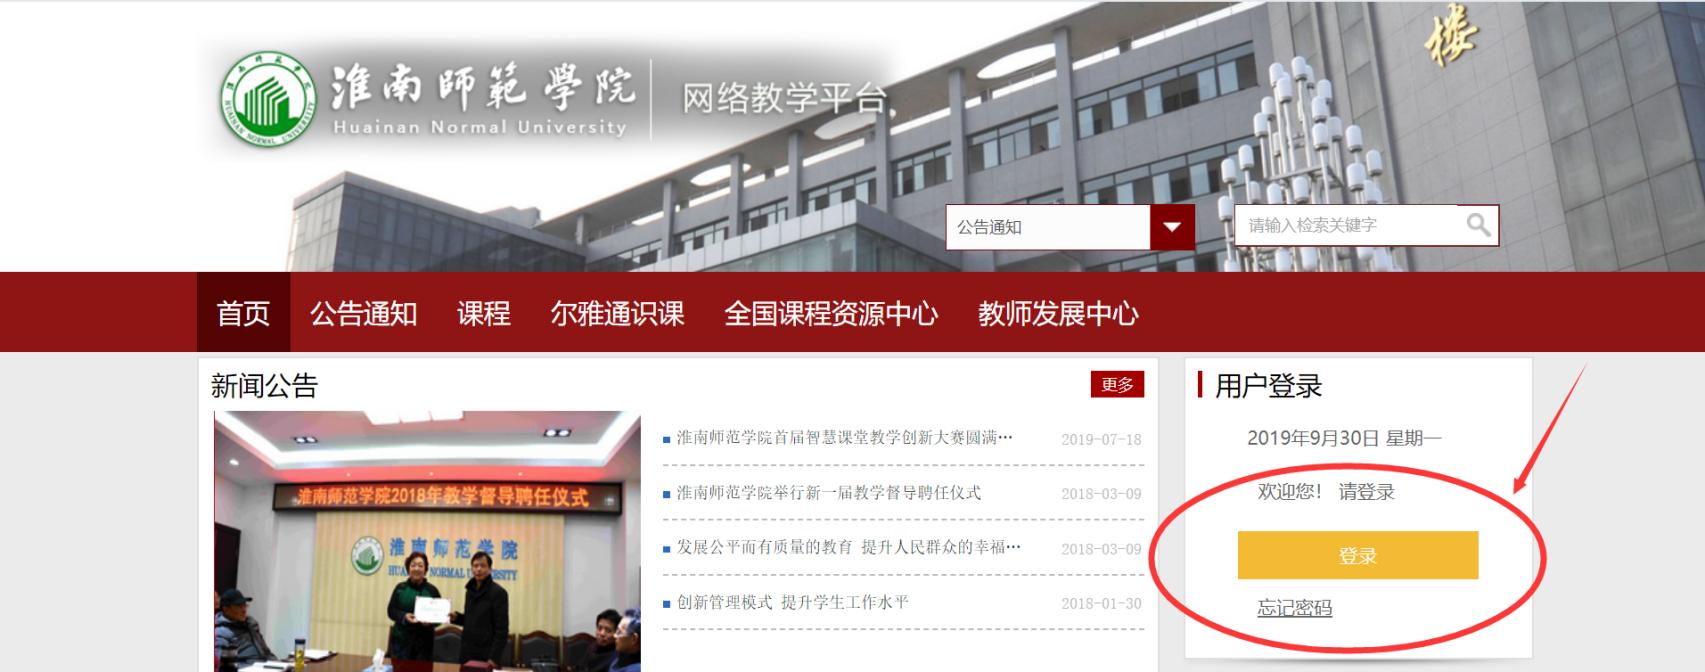 淮南師範學院
Huainan Normal University
网络教学平台
楼
公告通知
请输入检索关键字
首页 公告通知 课程 尔雅通识课 全国课程资源中心 教师发展中心
新闻公告
更多
淮南师范学院2018年教学督导聘任仪式
淮南师范学院
HUAINAN NORMAL UNIVERSITY
淮南师范学院首届智慧课堂教学创新大赛圆满… 2019-07-18
淮南师范学院举行新一届教学督导聘任仪式 2018-03-09
发展公平而有质量的教育 提升人民群众的幸福… 2018-03-09
创新管理模式 提升学生工作水平 2018-01-30
用户登录
2019年9月30日 星期一
欢迎您! 请登录
登录
忘记密码